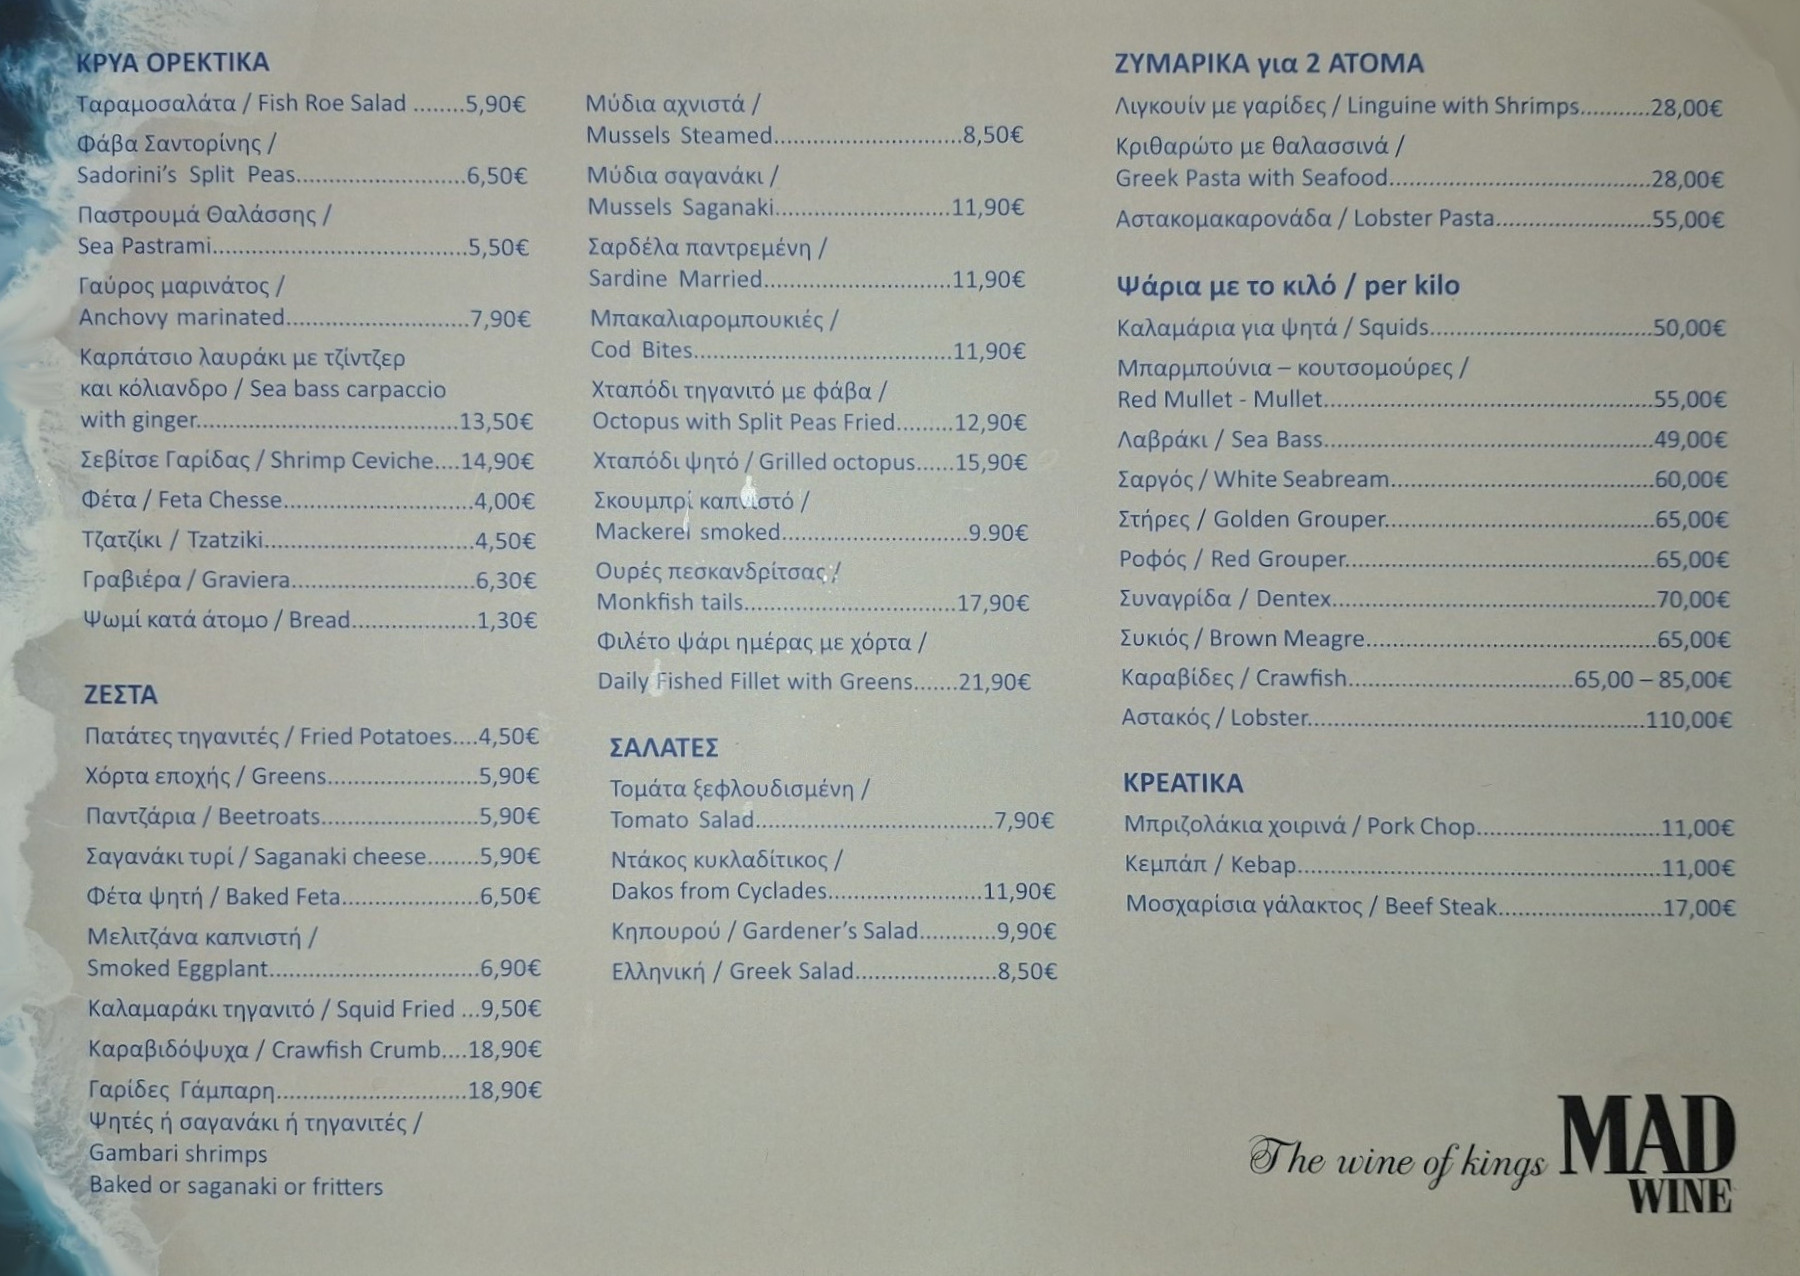 ΚΡΥΑ ΟΡΕΚΤΙΚΑ
Ταραμοσαλάτα / Fish Roe Salad ........5,90€
Φάβα Σαντορίνης /
Sadorini's Split Peas..........................6,50€
Παστρουμά Θαλάσσης /
Sea Pastrami.......................................5,50€
Γαύρος μαρινάτος /
Anchovy marinated............................7,90€
Καρπάτσιο λαυράκι με τζίντζερ
και κόλιανδρο / Sea bass carpaccio
with ginger........................................13,50€
Σεβίτσε Γαρίδας / Shrimp Ceviche....14,90€
Φέτα / Feta Chesse.............................4,00€
Τζατζίκι / Tzatziki................................4,50€
Γραβιέρα / Graviera............................6,30€
Ψωμί κατά άτομο / Bread...................1,30€
ΖΕΣΤΑ
Πατάτες τηγανιτές / Fried Potatoes....4,50€
Χόρτα εποχής / Greens.......................5,90€
Παντζάρια / Beetroats........................5,90€
Σαγανάκι τυρί / Saganaki cheese........5,90€
Φέτα ψητή / Baked Feta.....................6,50€
Μελιτζάνα καπνιστή /
Smoked Eggplant................................6,90€
Καλαμαράκι τηγανιτό / Squid Fried ...9,50€
Καραβιδόψυχα / Crawfish Crumb....18,90€
Γαρίδες Γάμπαρη.............................18,90€
Ψητές ή σαγανάκι ή τηγανιτές /
Gambari shrimps
Baked or saganaki or fritters
Μύδια αχνιστά /
Mussels Steamed.............................8,50€
Μύδια σαγανάκι /
Mussels Saganaki...........................11,90€
Σαρδέλα παντρεμένη /
Sardine Married.............................11,90€
Μπακαλιαρομπουκιές /
Cod Bites........................................11,90€
Χταπόδι τηγανιτό με φάβα /
Octopus with Split Peas Fried.........12,90€
Χταπόδι ψητό / Grilled octopus......15,90€
Σκουμπρί καπνιστό /
Mackerel smoked.............................9.90€
Ουρές πεσκανδρίτσας /
Monkfish tails.................................17,90€
Φιλέτο ψάρι ημέρας με χόρτα /
Daily Fished Fillet with Greens.......21,90€
ΣΑΛΑΤΕΣ
Τομάτα ξεφλουδισμένη /
Tomato Salad.....................................7,90€
Ντάκος κυκλαδίτικος /
Dakos from Cyclades........................11,90€
Κηπουρού / Gardener's Salad............9,90€
Ελληνική / Greek Salad......................8,50€
ΖΥΜΑΡΙΚΑ για 2 ΑΤΟΜΑ
Λιγκουίν με γαρίδες / Linguine with Shrimps...........28,00€
Κριθαρώτο με θαλασσινά /
Greek Pasta with Seafood........................................28,00€
Αστακομακαρονάδα / Lobster Pasta........................55,00€
Ψάρια με το κιλό / per kilo
Καλαμάρια για ψητά / Squids..................................50,00€
Μπαρμπούνια – κουτσομούρες /
Red Mullet - Mullet...................................................55,00€
Λαβράκι / Sea Bass...................................................49,00€
Σαργός / White Seabream........................................60,00€
Στήρες / Golden Grouper.........................................65,00€
Ροφός / Red Grouper...............................................65,00€
Συναγρίδα / Dentex..................................................70,00€
Συκιός / Brown Meagre............................................65,00€
Καραβίδες / Crawfish..................................65,00 – 85,00€
Αστακός / Lobster...................................................110,00€
ΚΡΕΑΤΙΚΑ
Μπριζολάκια χοιρινά / Pork Chop............................11,00€
Κεμπάπ / Kebap........................................................11,00€
Μοσχαρίσια γάλακτος / Beef Steak.........................17,00€
The wine of kings MAD
WINE